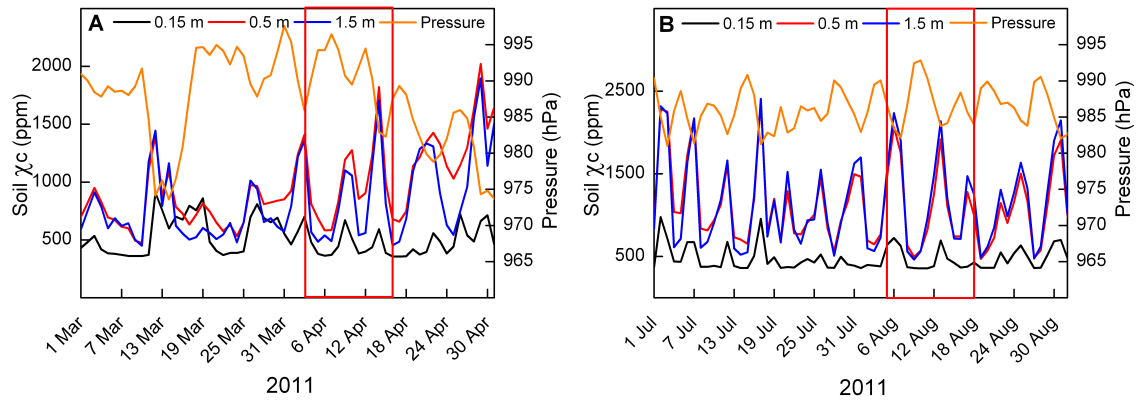 A
0.15 m 0.5 m 1.5 m Pressure
Soil χc (ppm)
2000
1500
1000
500
995
990
985
980
975
970
965
Pressure (hPa)
1 Mar
7 Mar
13 Mar
19 Mar
25 Mar
31 Mar
6 Apr
12 Apr
18 Apr
24 Apr
30 Apr
2011
B
0.15 m 0.5 m 1.5 m Pressure
Soil χc (ppm)
2500
1500
500
995
990
985
980
975
970
965
Pressure (hPa)
1 Jul
7 Jul
13 Jul
19 Jul
25 Jul
31 Jul
6 Aug
12 Aug
18 Aug
24 Aug
30 Aug
2011